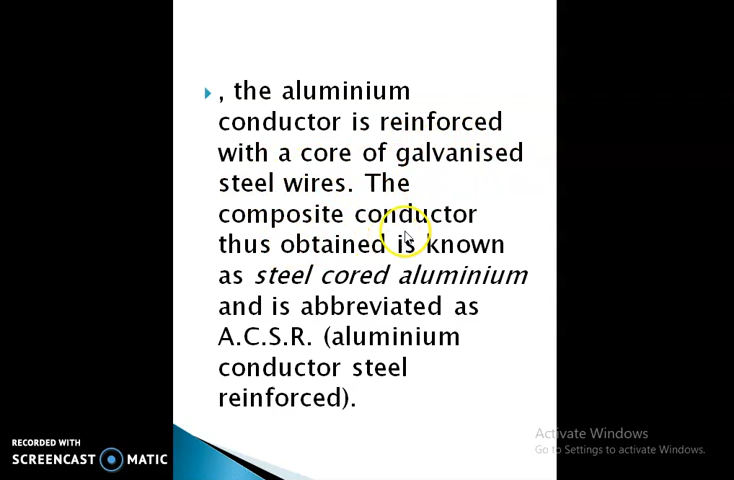 , the aluminium
conductor is reinforced
with a core of galvanised
steel wires. The
composite conductor
thus obtained is known
as steel cored aluminium
and is abbreviated as
A.C.S.R. (aluminium
conductor steel
reinforced).
Activate Windows
Go to Settings to activate Windows.
RECORDED WITH
SCREENCAST MATIC